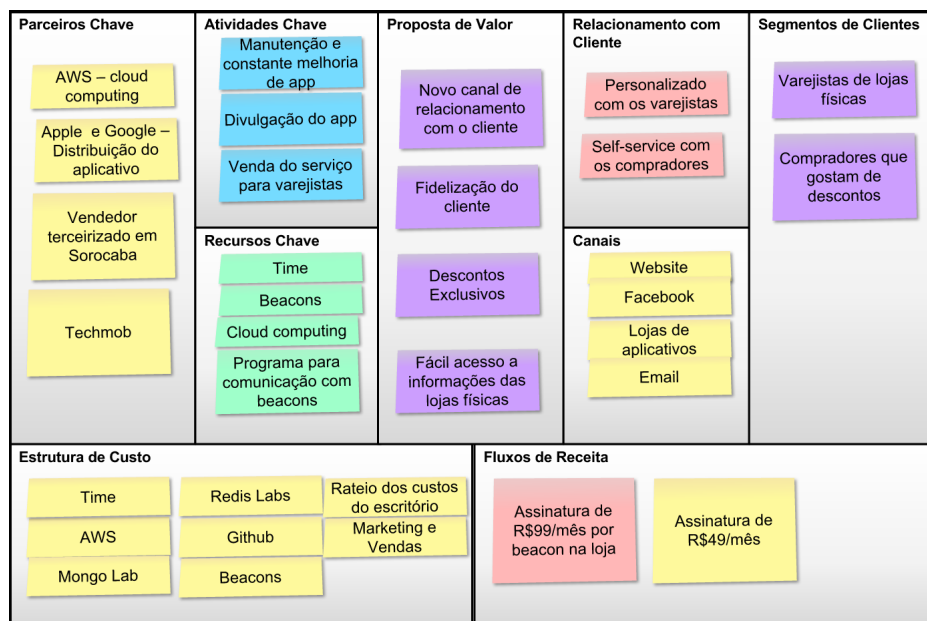 Parceiros Chave
AWS – cloud
computing
Apple e Google –
Distribuição do
aplicativo
Vendedor
terceirizado em
Sorocaba
Techmob
Atividades Chave
Manutenção e
constante melhoria
de app
Divulgação do app
Venda do serviço
para varejistas
Recursos Chave
Time
Beacons
Cloud computing
Programa para
comunicação com
beacons
Proposta de Valor
Novo canal de
relacionamento
com o cliente
Fidelização do
cliente
Descontos
Exclusivos
Fácil acesso a
informações das
lojas físicas
Relacionamento com
Cliente
Personalizado
com os varejistas
Self-service com
os compradores
Canais
Website
Facebook
Lojas de
aplicativos
Email
Segmentos de Clientes
Varejistas de lojas
físicas
Compradores que
gostam de
descontos
Estrutura de Custo
Time
AWS
Mongo Lab
Redis Labs
Github
Beacons
Rateio dos custos
do escritório
Marketing e
Vendas
Fluxos de Receita
Assinatura de
R$99/mês por
beacon na loja
Assinatura de
R$49/mês